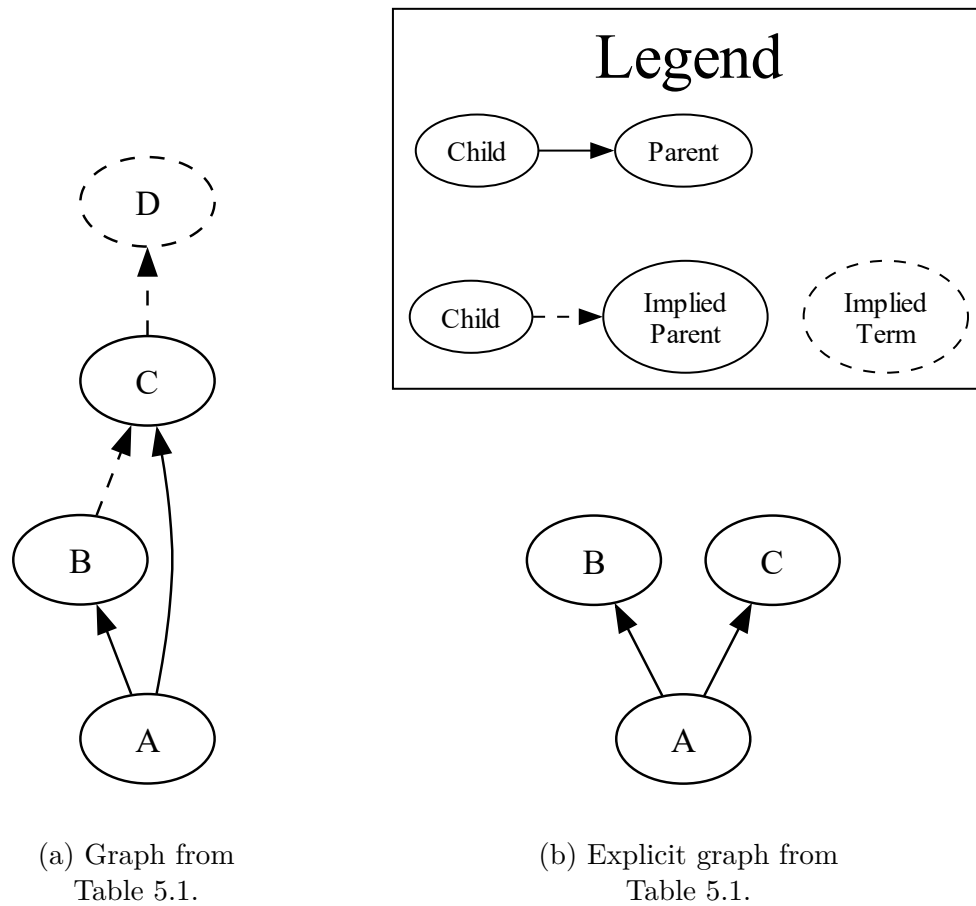 Legend
Child
Parent
Child
Implied
Parent
Implied
Term
D
C
B
A
B
C
A
(a) Graph from
Table 5.1.
(b) Explicit graph from
Table 5.1.